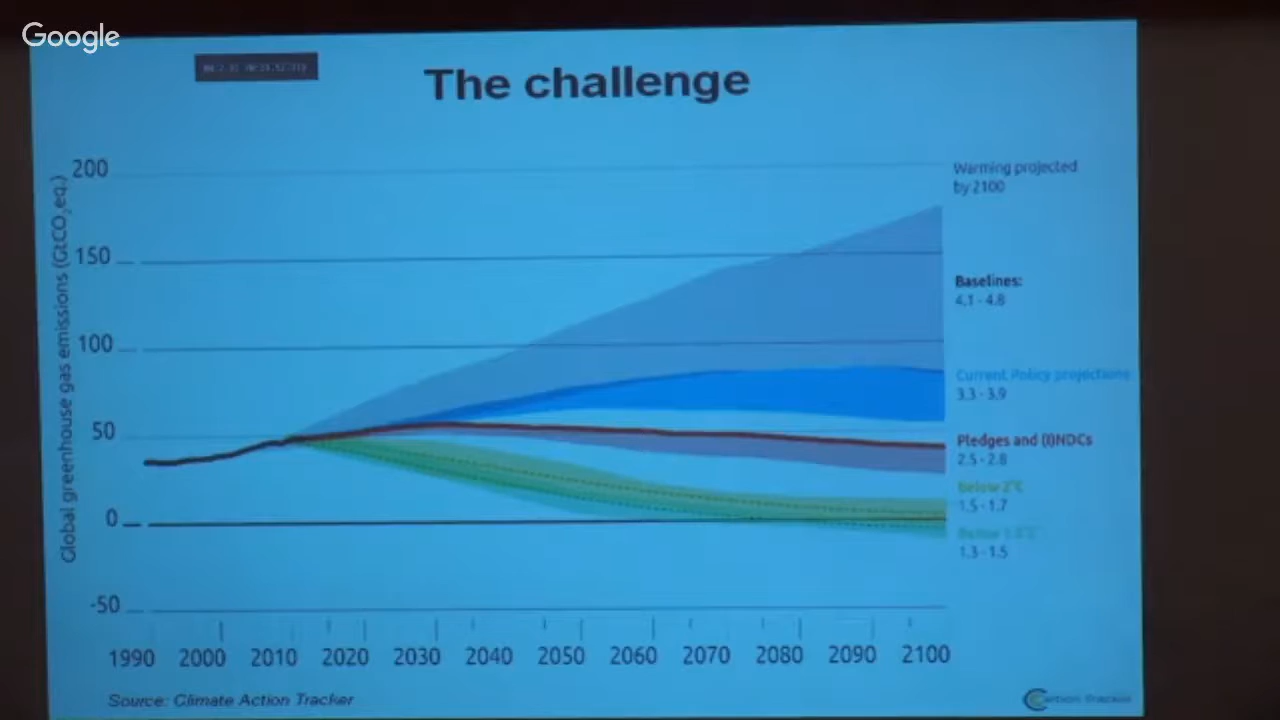 Google
The challenge
Global greenhouse gas emissions (GtCO2eq.)
200
150
100
50
0
-50
1990 2000 2010 2020 2030 2040 2050 2060 2070 2080 2090 2100
Warming projected
by 2100
Baselines:
4.1 - 4.8
Current Policy projections
3.3 - 3.9
Pledges and (I)NDCs
2.5 - 2.8
Below 2°C
1.5 - 1.7
Below
1.3 - 1.5
Source: Climate Action Tracker
Carbon Tracker